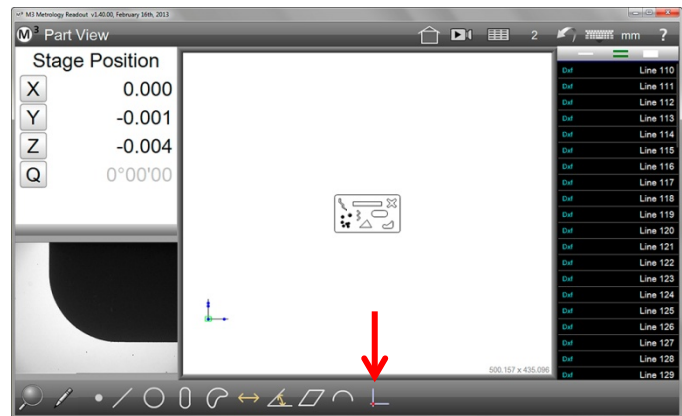 M³ M3 Metrology Readout v1.40.00, February 16th, 2013
M³ Part View
2
mm
?
Stage Position
X 0.000
Y -0.001
Z -0.004
Q 0°00'00
500.157 x 435.096
Dxf Line 110
Dxf Line 111
Dxf Line 112
Dxf Line 113
Dxf Line 114
Dxf Line 115
Dxf Line 116
Dxf Line 117
Dxf Line 118
Dxf Line 119
Dxf Line 120
Dxf Line 121
Dxf Line 122
Dxf Line 123
Dxf Line 124
Dxf Line 125
Dxf Line 126
Dxf Line 127
Dxf Line 128
Dxf Line 129